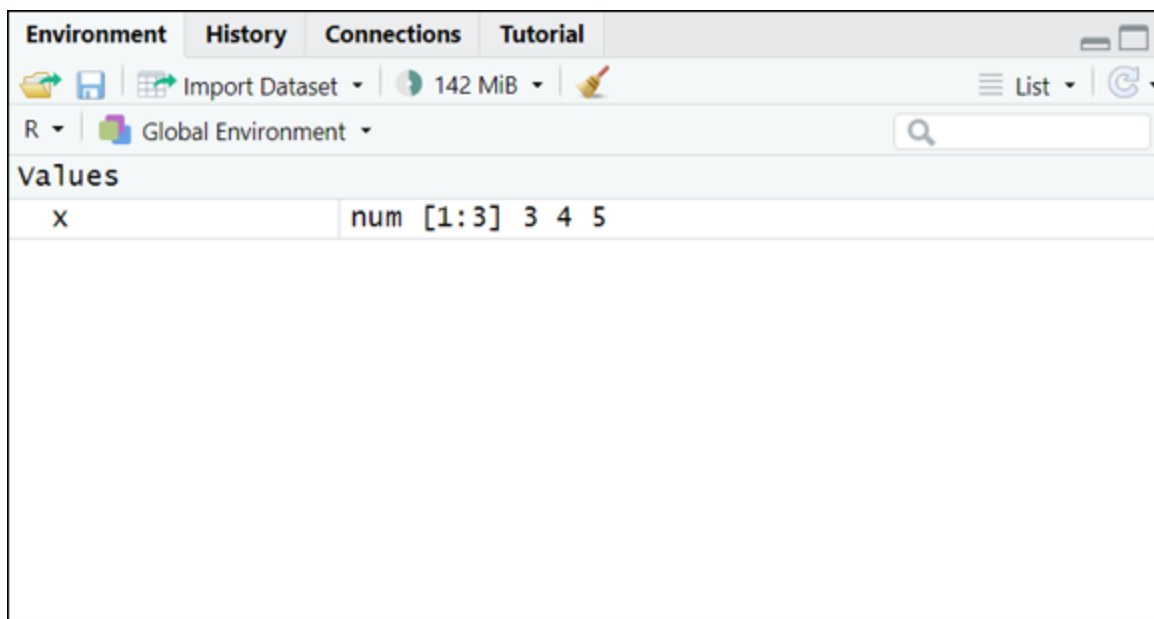 Environment History Connections Tutorial
Import Dataset 142 MiB List
R Global Environment
Values
x num [1:3] 3 4 5